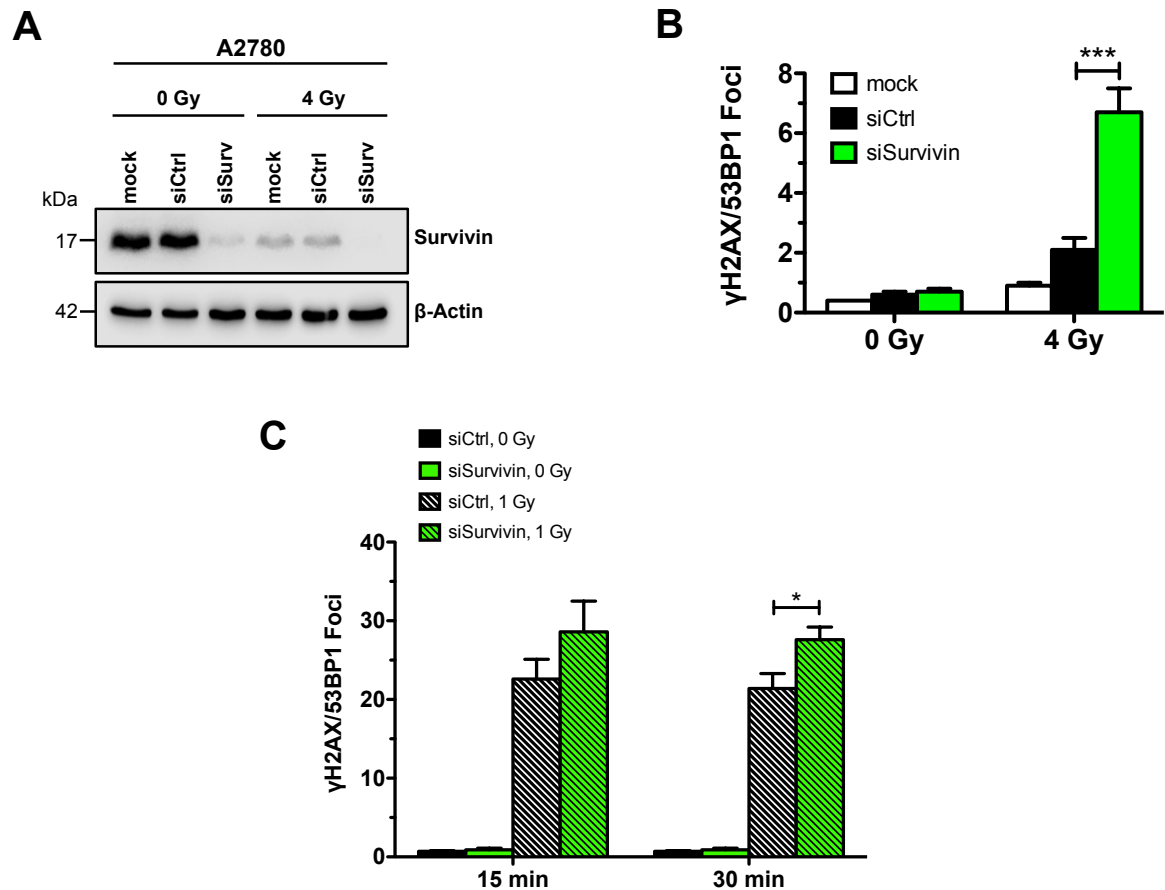 A
A2780
0 Gy 4 Gy
mock siCtrl siSurv mock siCtrl siSurv
kDa
17 Survivin
42 β-Actin
B
γH2AX/53BP1 Foci
8
6
4
2
0
mock
siCtrl
siSurvivin
***
0 Gy 4 Gy
C
siCtrl, 0 Gy
siSurvivin, 0 Gy
siCtrl, 1 Gy
siSurvivin, 1 Gy
γH2AX/53BP1 Foci
40
30
20
10
0
*
15 min 30 min